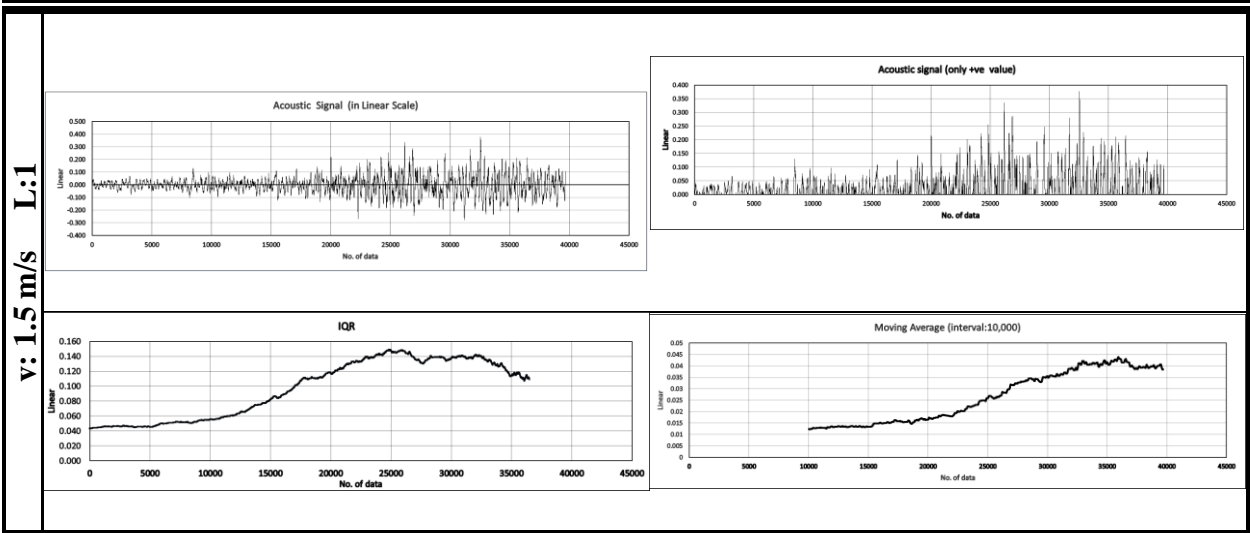 v: 1.5 m/s L:1
Acoustic Signal (in Linear Scale)
Linear
0.500
0.400
0.300
0.200
0.100
0.000
-0.100
-0.200
-0.300
-0.400
0 5000 10000 15000 20000 25000 30000 35000 40000 45000
No. of data
Acoustic signal (only +ve value)
Linear
0.400
0.350
0.300
0.250
0.200
0.150
0.100
0.050
0.000
0 5000 10000 15000 20000 25000 30000 35000 40000 45000
No. of data
IQR
Linear
0.160
0.140
0.120
0.100
0.080
0.060
0.040
0.020
0.000
0 5000 10000 15000 20000 25000 30000 35000 40000 45000
No. of data
Moving Average (interval:10,000)
Linear
0.05
0.045
0.04
0.035
0.03
0.025
0.02
0.015
0.01
0.005
0
0 5000 10000 15000 20000 25000 30000 35000 40000 45000
No. of data